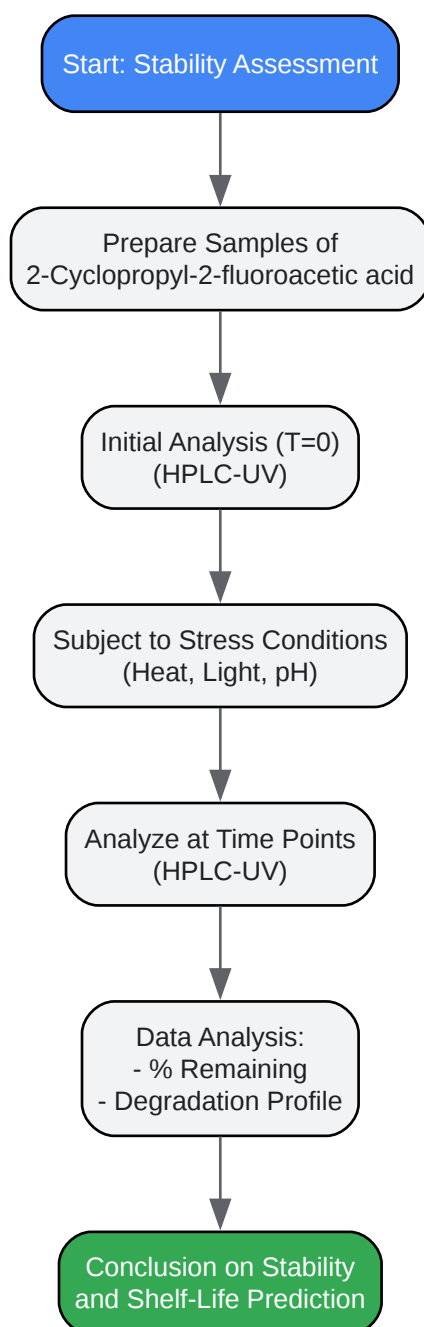 Start: Stability Assessment
Prepare Samples of
2-Cyclopropyl-2-fluoroacetic acid
Initial Analysis (T=0)
(HPLC-UV)
Subject to Stress Conditions
(Heat, Light, pH)
Analyze at Time Points
(HPLC-UV)
Data Analysis:
- % Remaining
- Degradation Profile
Conclusion on Stability
and Shelf-Life Prediction